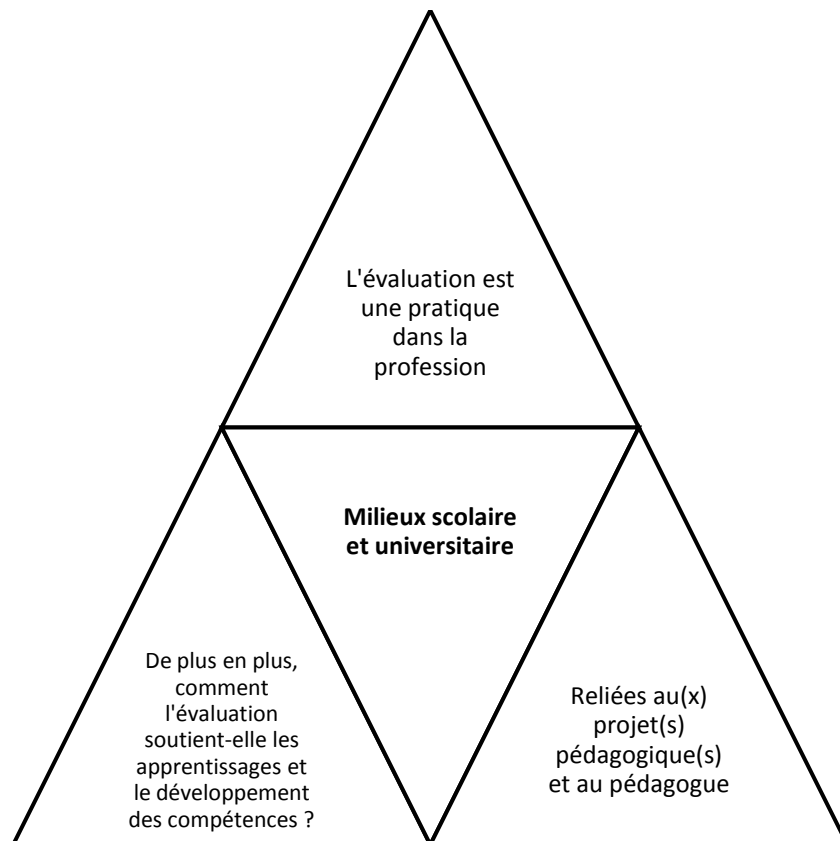 L'évaluation est
une pratique
dans la
profession
Milieux scolaire
et universitaire
De plus en plus,
comment
l'évaluation
soutient-elle les
apprentissages et
le développement
des compétences ?
Reliées au(x)
projet(s)
pédagogique(s)
et au pédagogue